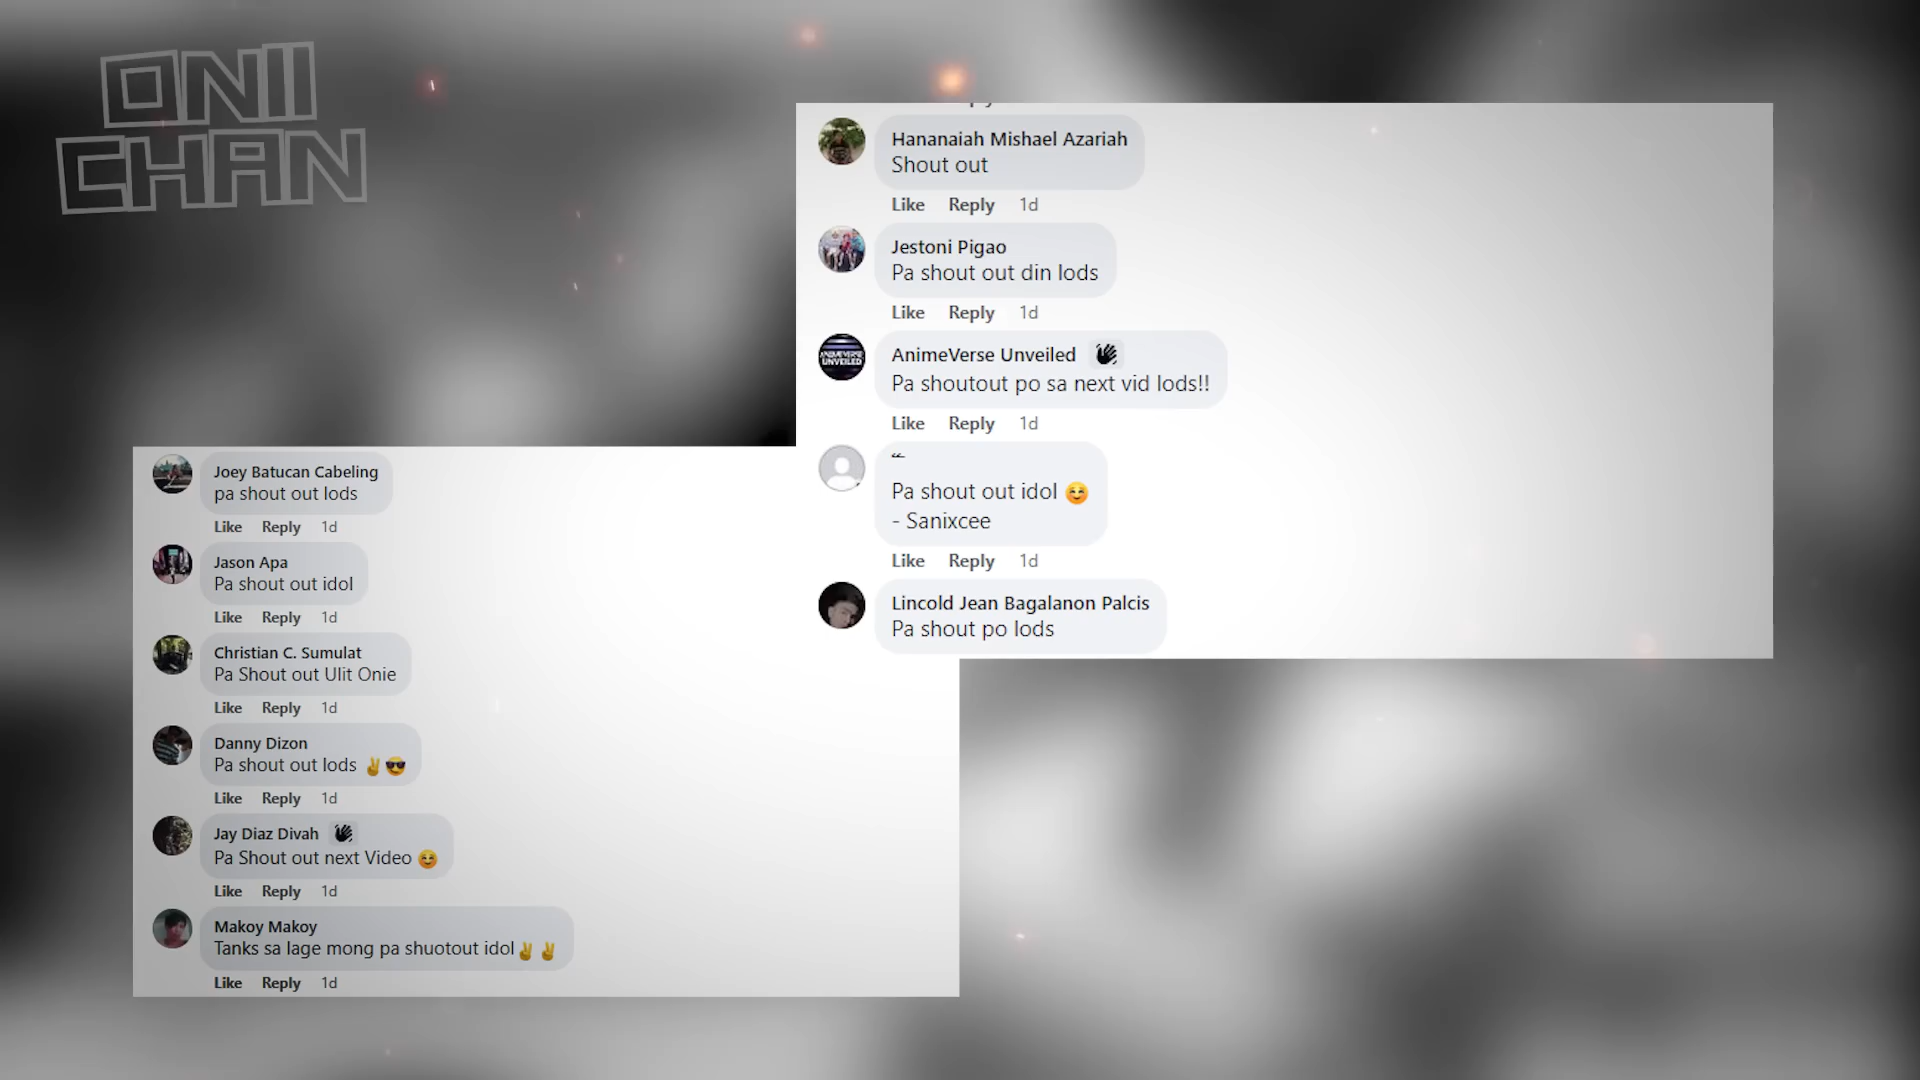 ONII
CHAN
Hananaiah Mishael Azariah
Shout out
Like Reply 1d
Jestoni Pigao
Pa shout out din lods
Like Reply 1d
ANIMEVERSE
UNVEILED
AnimeVerse Unveiled
Pa shoutout po sa next vid lods!!
Like Reply 1d
Pa shout out idol 😊
- Sanixcee
Like Reply 1d
Lincold Jean Bagalanon Palcis
Pa shout po lods
Joey Batucan Cabeling
pa shout out lods
Like Reply 1d
Jason Apa
Pa shout out idol
Like Reply 1d
Christian C. Sumulat
Pa Shout out Ulit Onie
Like Reply 1d
Danny Dizon
Pa shout out lods ✌😎
Like Reply 1d
Jay Diaz Divah
Pa Shout out next Video 😊
Like Reply 1d
Makoy Makoy
Tanks sa lage mong pa shuotout idol✌✌
Like Reply 1d